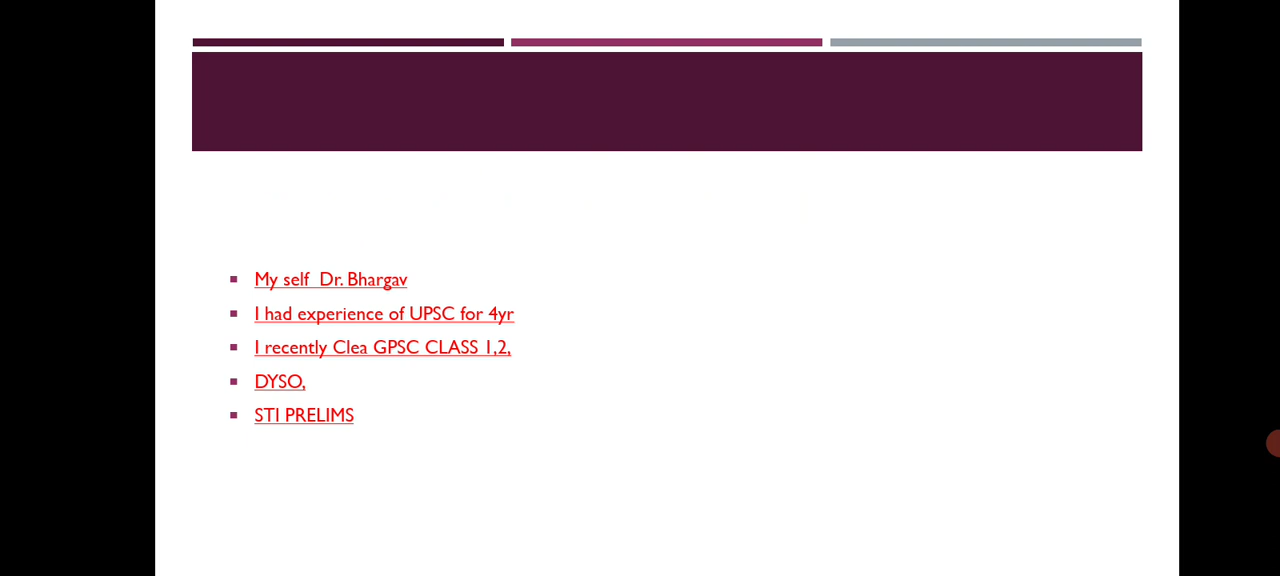 My self  Dr. Bhargav
I had experience of UPSC for 4yr
I recently Clea GPSC CLASS 1,2,
DYSO,
STI PRELIMS